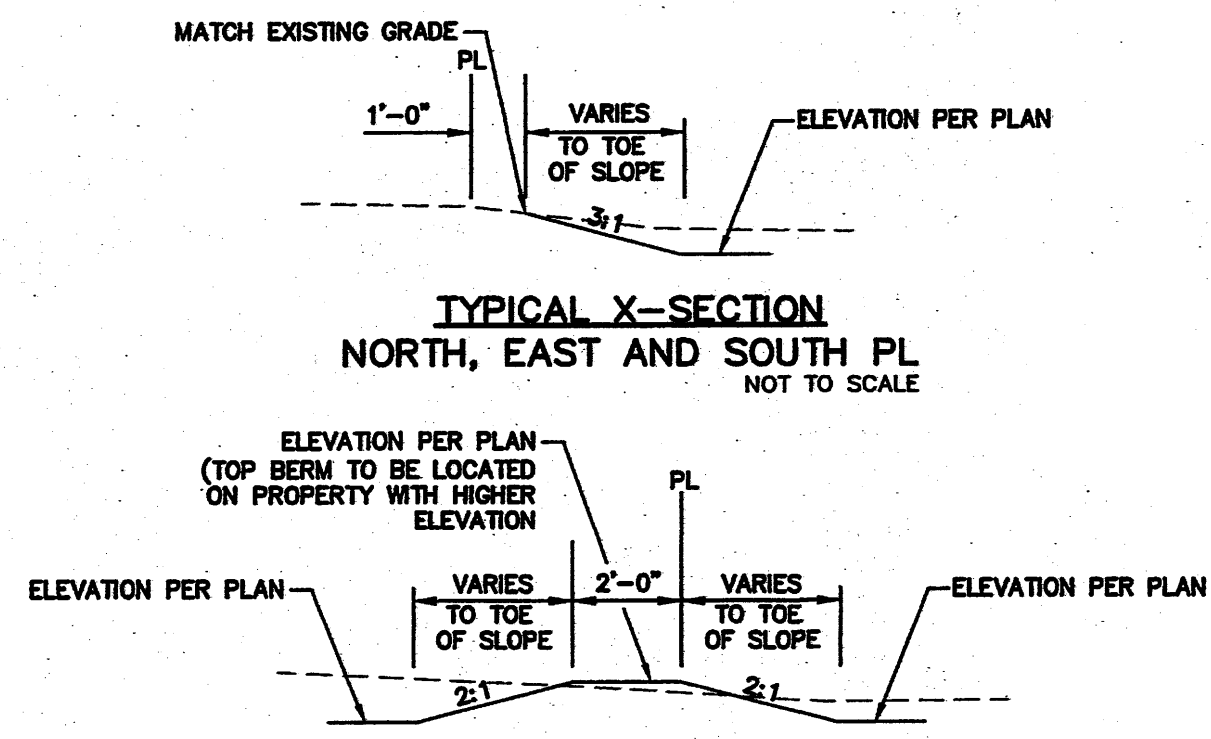 MATCH EXISTING GRADE
PL
1'-0"
VARIES
TO TOE
OF SLOPE
ELEVATION PER PLAN
3:1
TYPICAL X-SECTION
NORTH, EAST AND SOUTH PL
NOT TO SCALE
ELEVATION PER PLAN
(TOP BERM TO BE LOCATED
ON PROPERTY WITH HIGHER
ELEVATION
PL
ELEVATION PER PLAN
VARIES
TO TOE
OF SLOPE
2'-0"
VARIES
TO TOE
OF SLOPE
ELEVATION PER PLAN
2:1
2:1